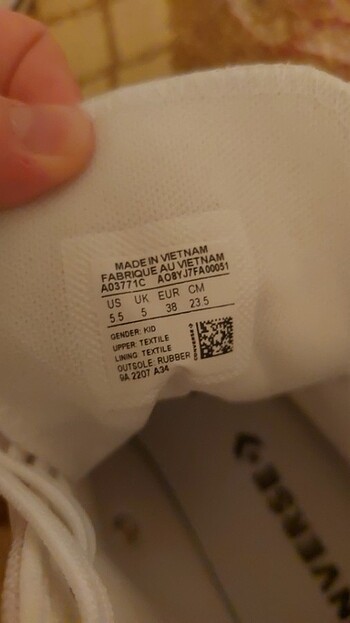 MADE IN VIETNAM
FABRIQUE AU VIETNAM
A03771C AO8YJ7FA00051
US UK EUR CM
5.5 5 38 23.5
GENDER: KID
UPPER: TEXTILE
LINING: TEXTILE
OUTSOLE: RUBBER
9A 2207 A34
NVERSE